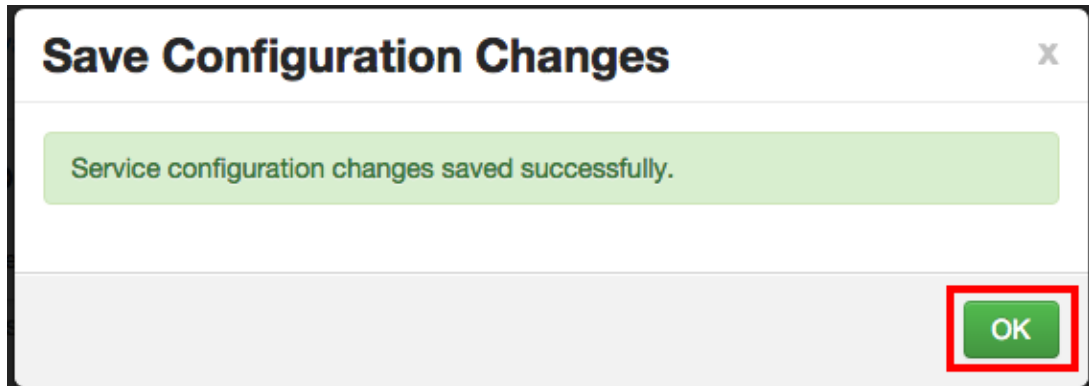 Save Configuration Changes
x
Service configuration changes saved successfully.
OK